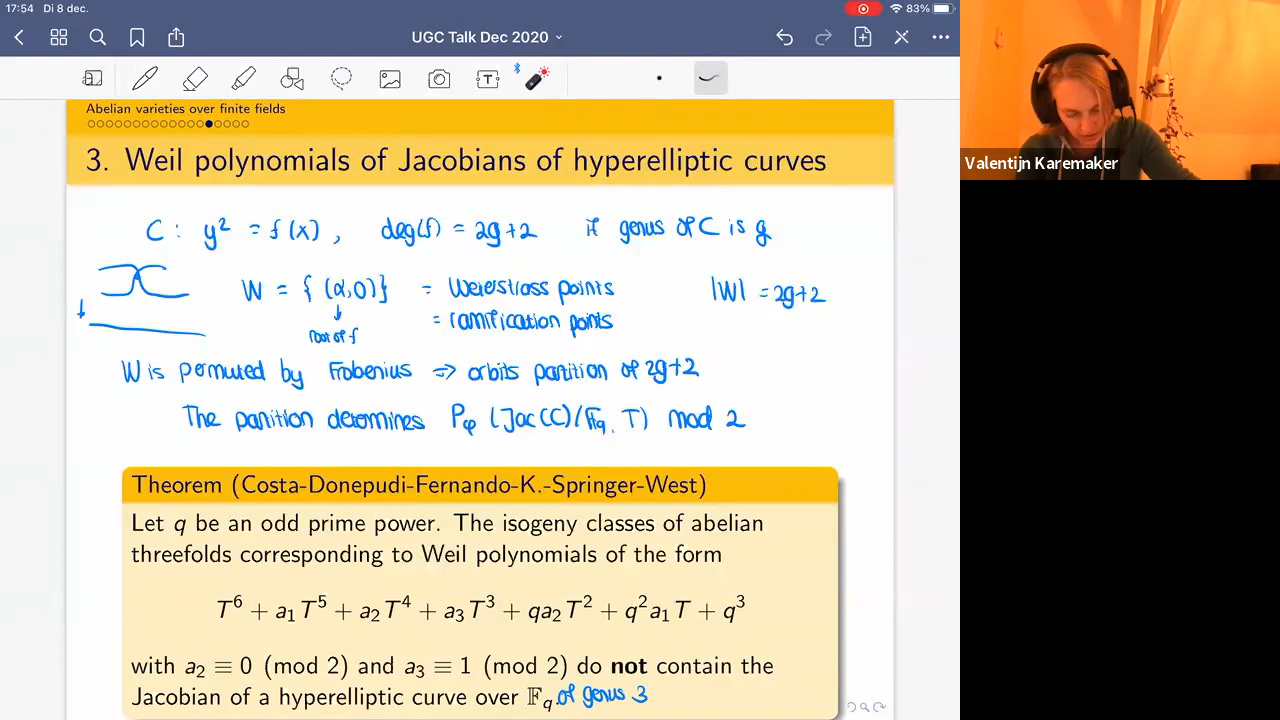 17:54 Di 8 dec.
83%
UGC Talk Dec 2020
T
Abelian varieties over finite fields
3. Weil polynomials of Jacobians of hyperelliptic curves
C : y² = f(x) , deg(f) = 2g+2 if genus of C is g
W = { (α,0)} = Weierstrass points |W| = 2g+2
root of f = ramification points
W is permuted by Frobenius => orbits partition of 2g+2
The partition determines P_φ (Jac(C)/F_q, T) mod 2
Theorem (Costa-Donepudi-Fernando-K.-Springer-West)
Let q be an odd prime power. The isogeny classes of abelian
threefolds corresponding to Weil polynomials of the form
T⁶ + a₁T⁵ + a₂T⁴ + a₃T³ + qa₂T² + q²a₁T + q³
with a₂ ≡ 0 (mod 2) and a₃ ≡ 1 (mod 2) do not contain the
Jacobian of a hyperelliptic curve over 𝔽_q. of genus 3
Valentijn Karemaker